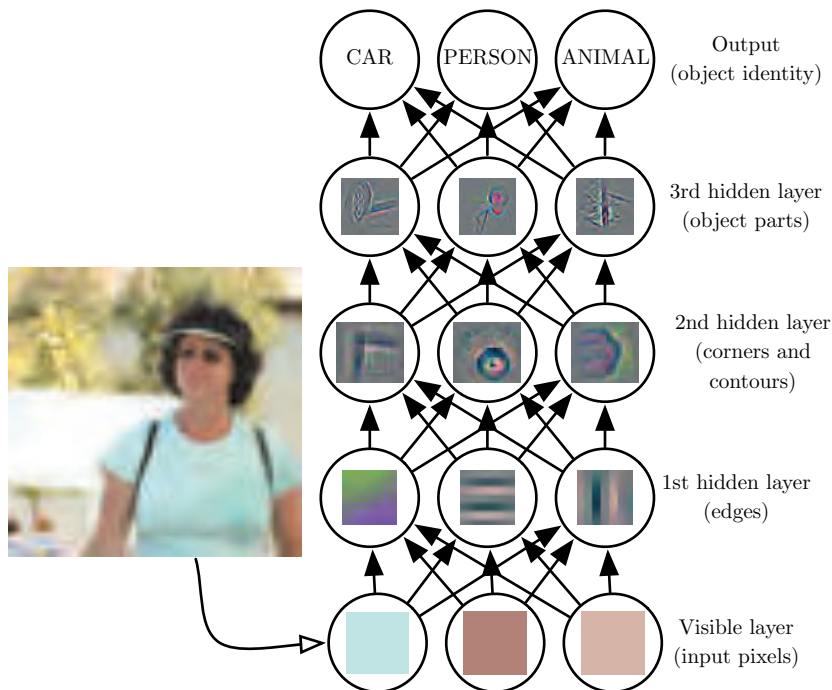 CAR
PERSON
ANIMAL
Output
(object identity)
3rd hidden layer
(object parts)
2nd hidden layer
(corners and
contours)
1st hidden layer
(edges)
Visible layer
(input pixels)